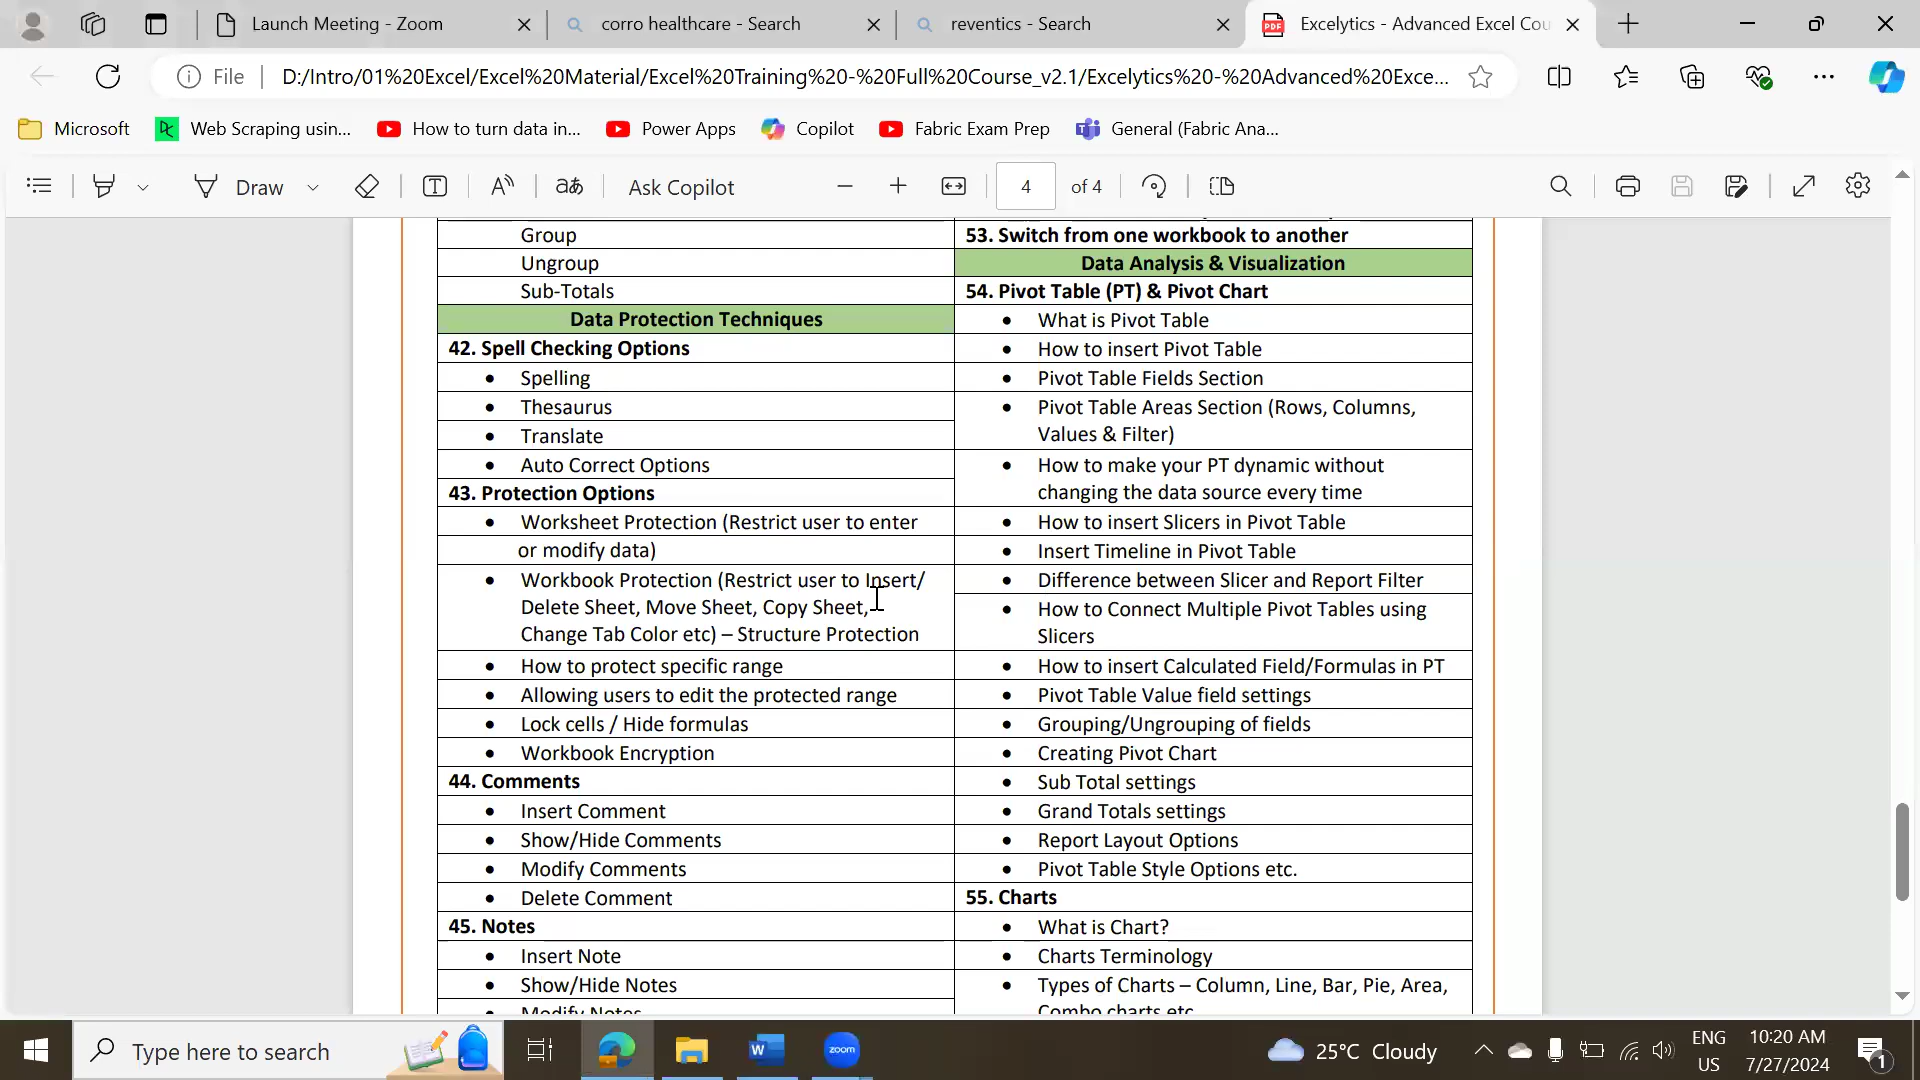 Launch Meeting - Zoom
corro healthcare - Search
reventics - Search
Excelytics - Advanced Excel Cou
File
D:/Intro/01%20Excel/Excel%20Material/Excel%20Training%20-%20Full%20Course_v2.1/Excelytics%20-%20Advanced%20Exce...
Microsoft
Web Scraping usin...
How to turn data in...
Power Apps
Copilot
Fabric Exam Prep
General (Fabric Ana...
Draw
Ask Copilot
4
of 4
Group
Ungroup
Sub-Totals
Data Protection Techniques
42. Spell Checking Options
• Spelling
• Thesaurus
• Translate
• Auto Correct Options
43. Protection Options
• Worksheet Protection (Restrict user to enter
or modify data)
• Workbook Protection (Restrict user to Insert/
Delete Sheet, Move Sheet, Copy Sheet,
Change Tab Color etc) – Structure Protection
• How to protect specific range
• Allowing users to edit the protected range
• Lock cells / Hide formulas
• Workbook Encryption
44. Comments
• Insert Comment
• Show/Hide Comments
• Modify Comments
• Delete Comment
45. Notes
• Insert Note
• Show/Hide Notes
Modify Notes
53. Switch from one workbook to another
Data Analysis & Visualization
54. Pivot Table (PT) & Pivot Chart
• What is Pivot Table
• How to insert Pivot Table
• Pivot Table Fields Section
• Pivot Table Areas Section (Rows, Columns,
Values & Filter)
• How to make your PT dynamic without
changing the data source every time
• How to insert Slicers in Pivot Table
• Insert Timeline in Pivot Table
• Difference between Slicer and Report Filter
• How to Connect Multiple Pivot Tables using
Slicers
• How to insert Calculated Field/Formulas in PT
• Pivot Table Value field settings
• Grouping/Ungrouping of fields
• Creating Pivot Chart
• Sub Total settings
• Grand Totals settings
• Report Layout Options
• Pivot Table Style Options etc.
55. Charts
• What is Chart?
• Charts Terminology
• Types of Charts – Column, Line, Bar, Pie, Area,
Combo charts etc
Type here to search
zoom
25°C Cloudy
ENG
US
10:20 AM
7/27/2024
1